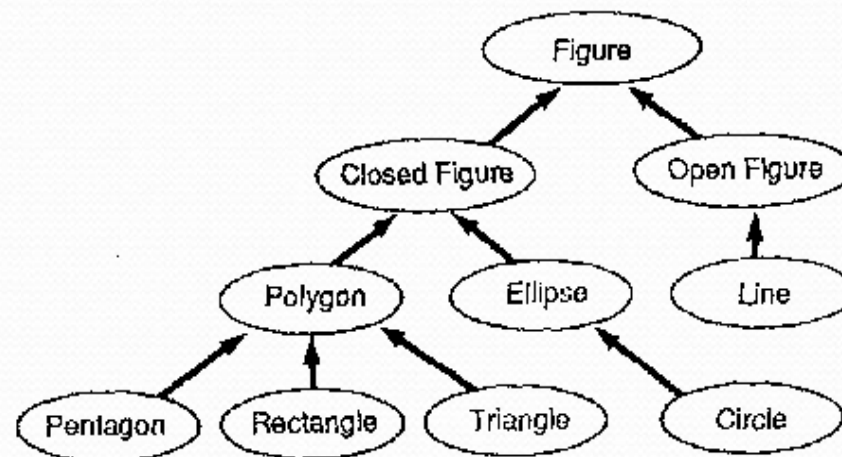 Figure
Closed Figure
Open Figure
Polygon
Ellipse
Line
Pentagon
Rectangle
Triangle
Circle